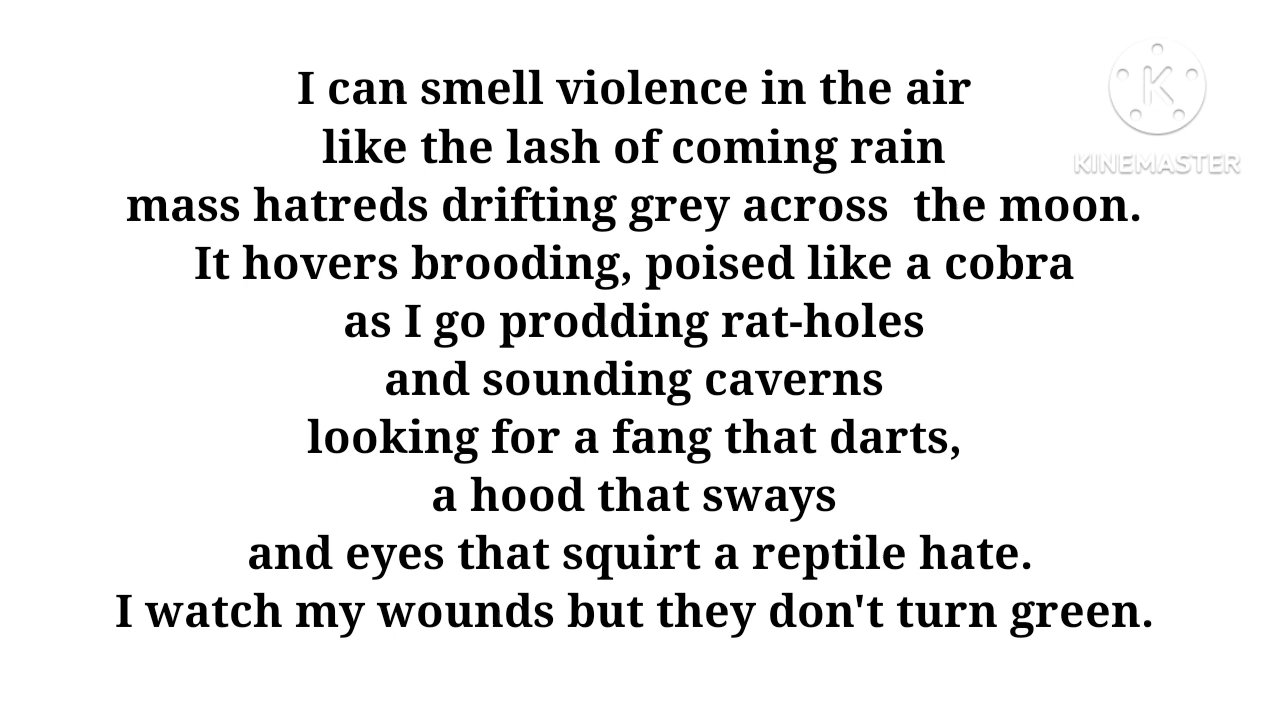 I can smell violence in the air
like the lash of coming rain
mass hatreds drifting grey across  the moon.
It hovers brooding, poised like a cobra
as I go prodding rat-holes
and sounding caverns
looking for a fang that darts,
a hood that sways
and eyes that squirt a reptile hate.
I watch my wounds but they don't turn green.
K
KINEMASTER